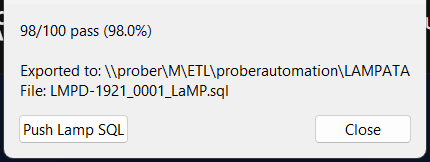 98/100 pass (98.0%)
Exported to: \\prober\M\ETL\proberautomation\LAMPATA
File: LMPD-1921_0001_LaMP.sql
Push Lamp SQL
Close